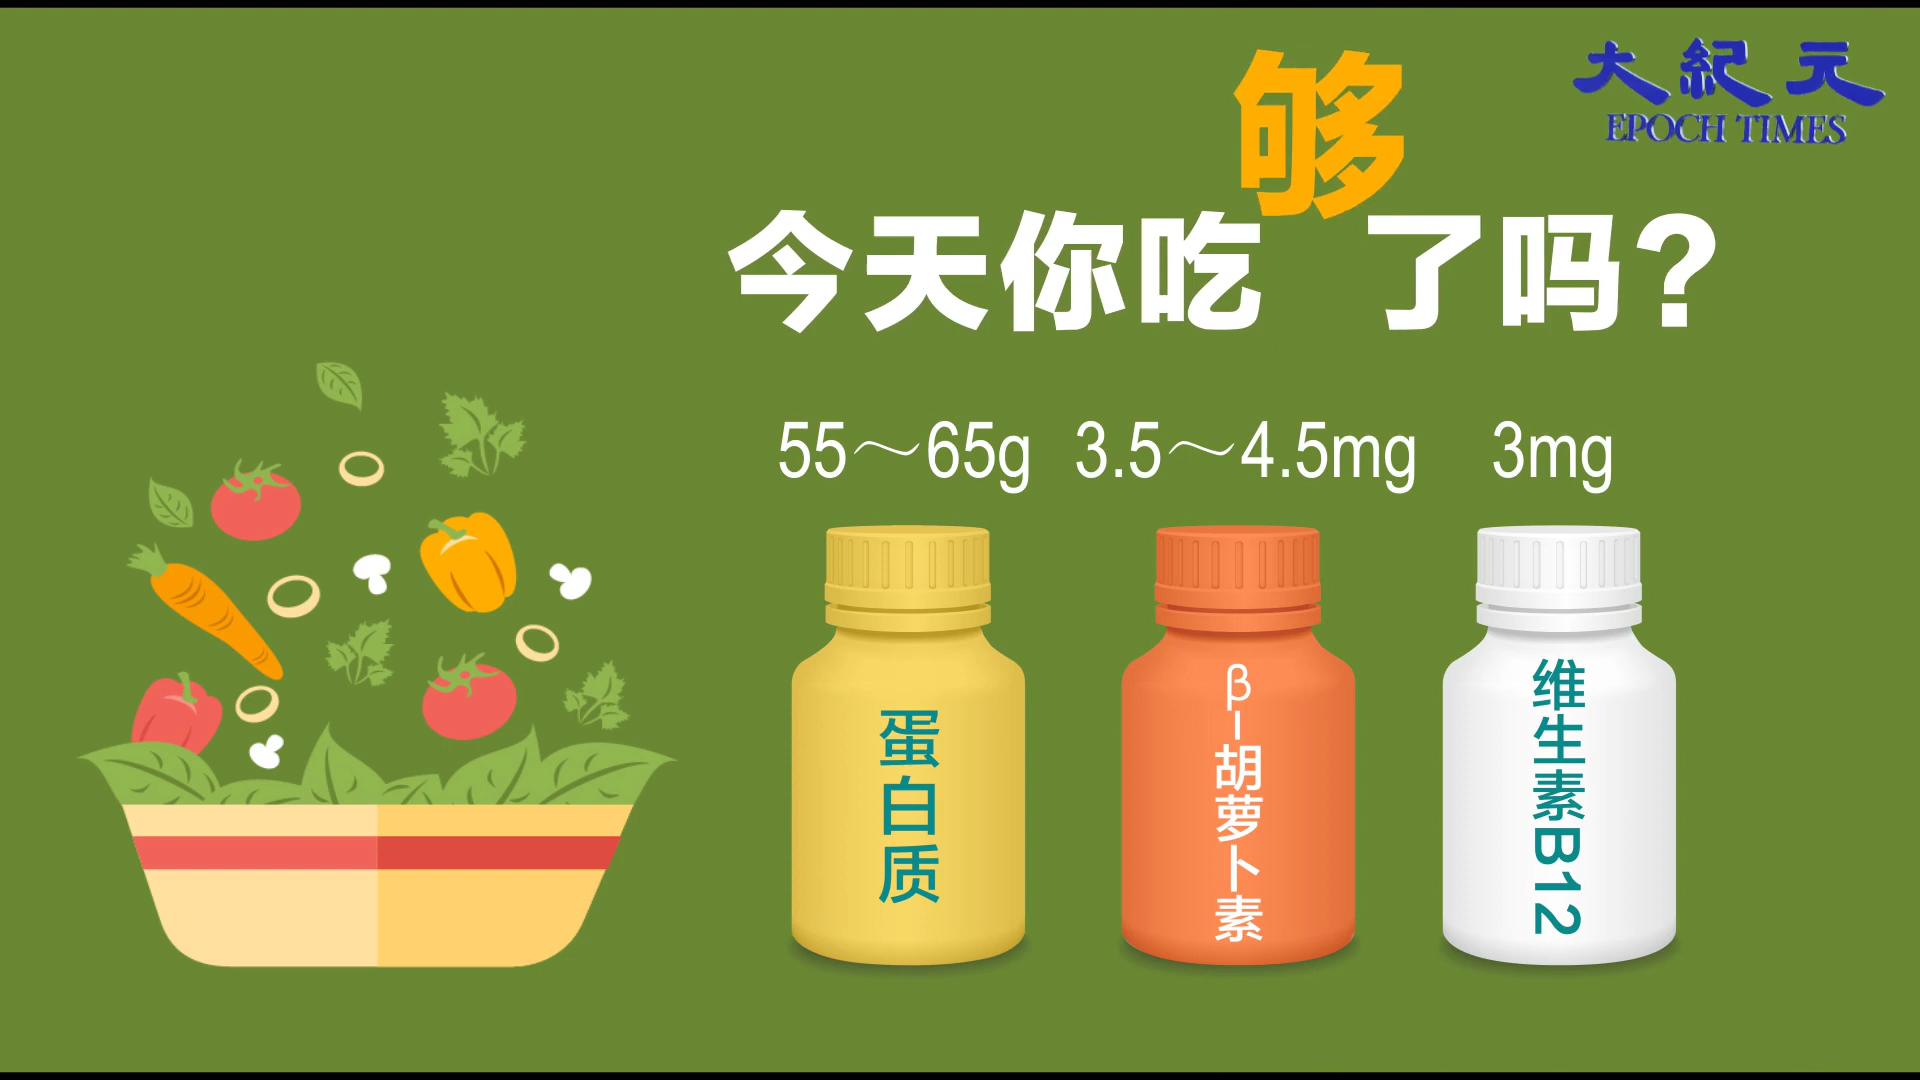 大紀元
EPOCH TIMES
今天你吃够了吗？
55～65g
3.5～4.5mg
3mg
蛋白质
β-胡萝卜素
维生素B12